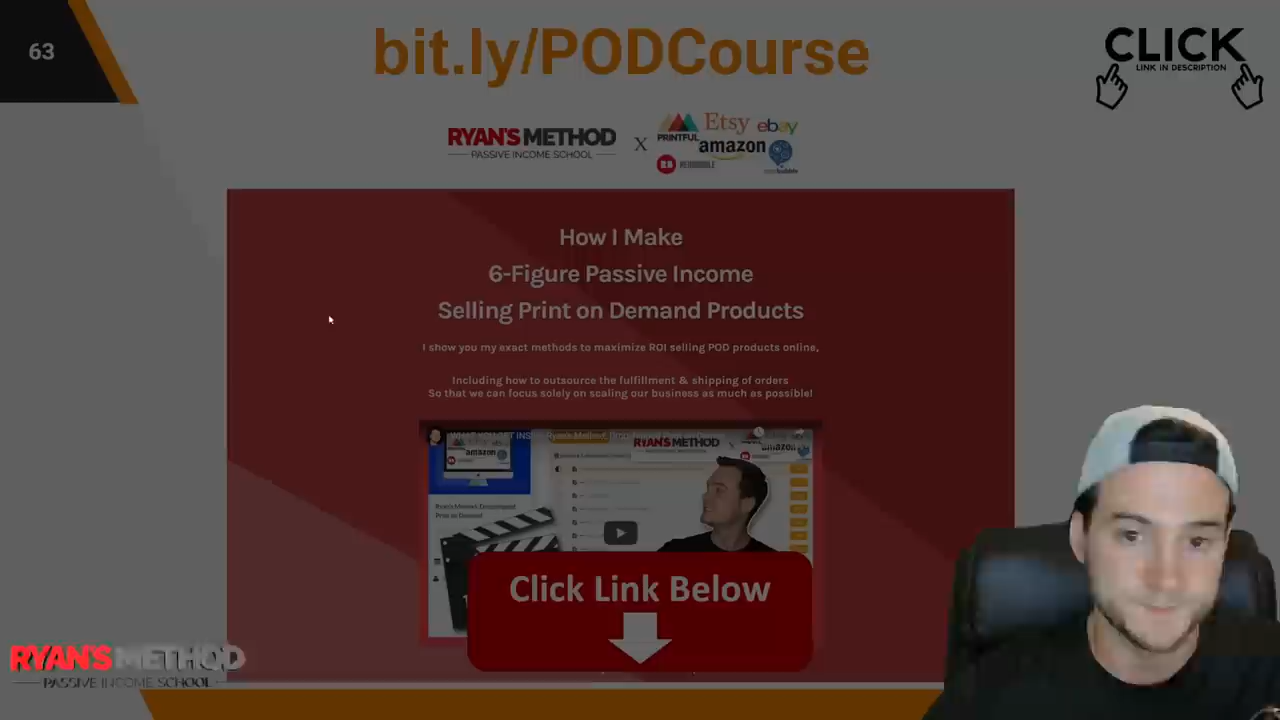 63
bit.ly/PODCourse
CLICK
LINK IN DESCRIPTION
RYAN'S METHOD
PASSIVE INCOME SCHOOL
X
PRINTFUL
Etsy
ebay
amazon
REDBUBBLE
How I Make
6-Figure Passive Income
Selling Print on Demand Products
I show you my exact methods to maximize ROI selling POD products online,
Including how to outsource the fulfillment & shipping of orders
So that we can focus solely on scaling our business as much as possible!
RYAN'S METHOD
amazon
amazon
Click Link Below
RYAN'S METHOD
PASSIVE INCOME SCHOOL